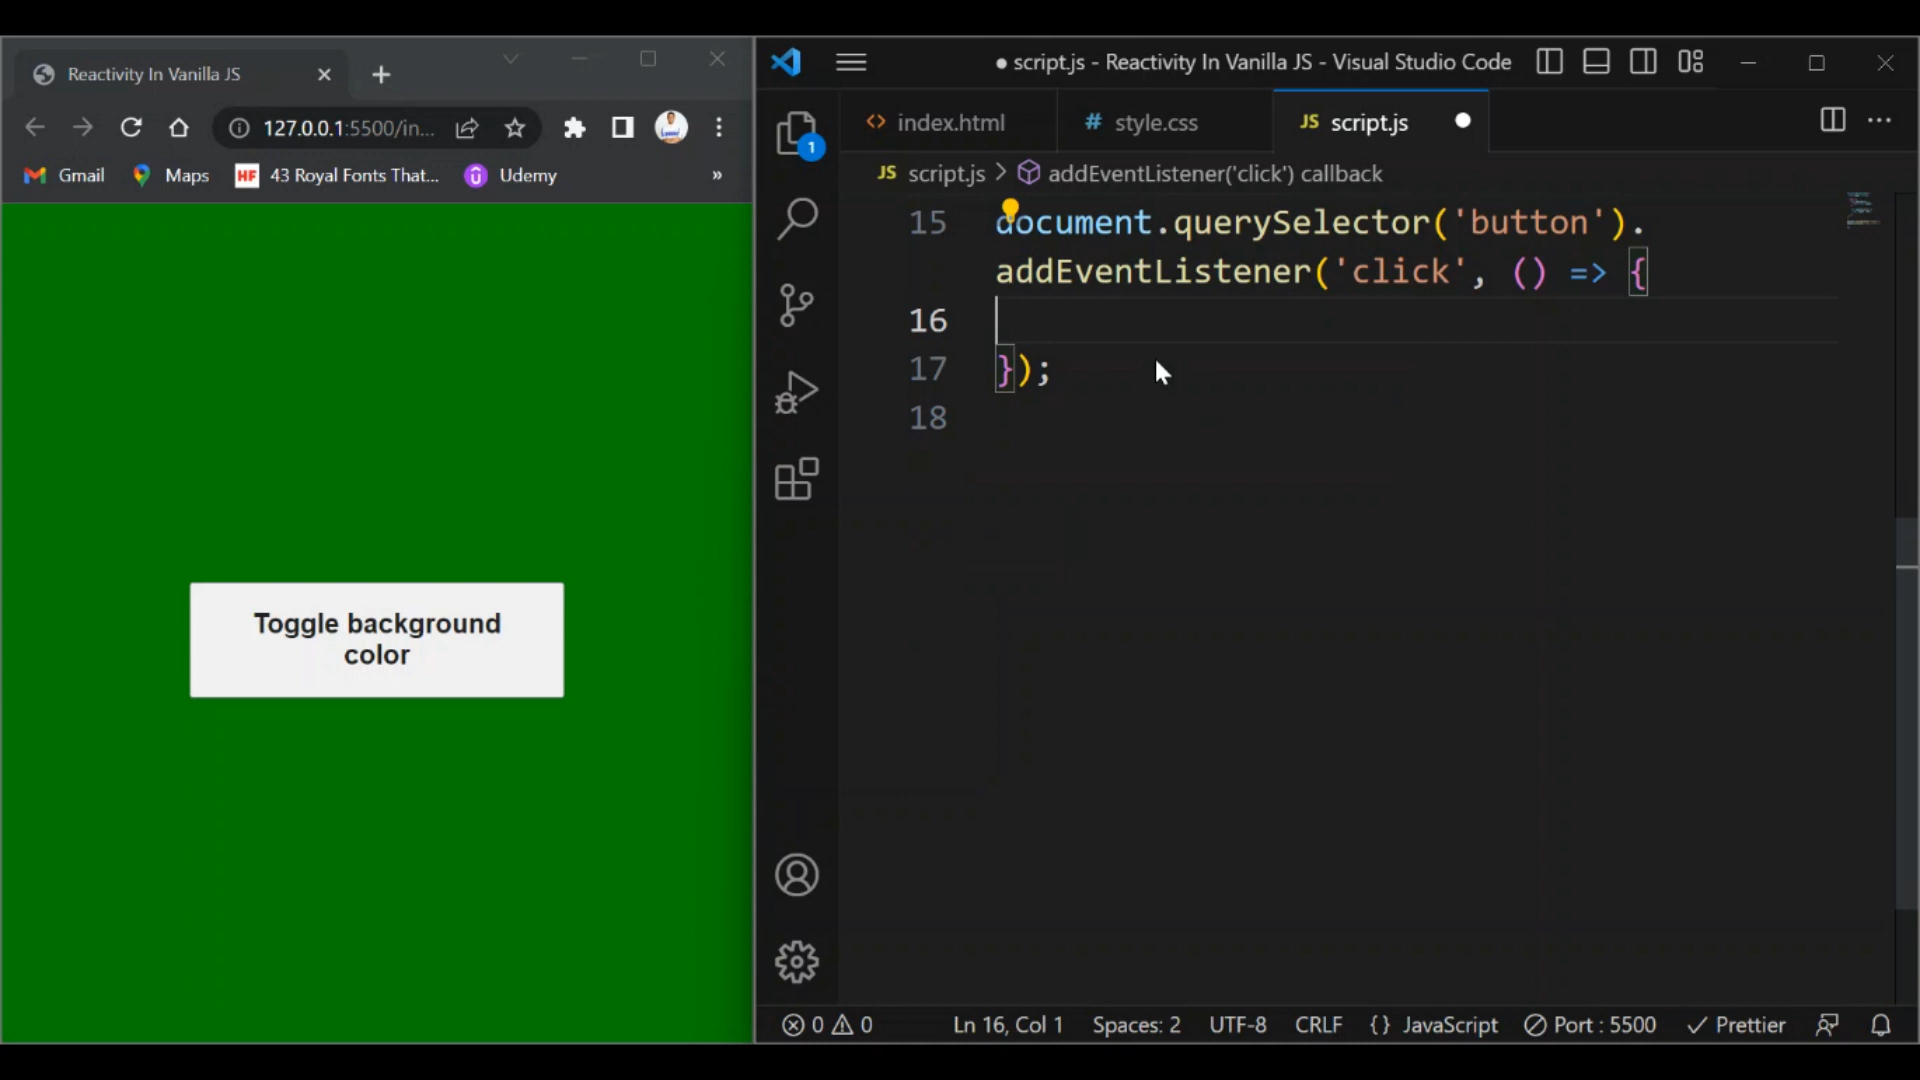 Reactivity In Vanilla JS
127.0.0.1:5500/in...
Gmail
Maps
HF 43 Royal Fonts That...
Udemy
»
Toggle background
color
● script.js - Reactivity In Vanilla JS - Visual Studio Code
index.html
# style.css
JS script.js
1
JS script.js > addEventListener('click') callback
15 document.querySelector('button').
addEventListener('click', () => {
16
17 });
18
0 0
Ln 16, Col 1
Spaces: 2
UTF-8
CRLF
{} JavaScript
Port : 5500
✓ Prettier